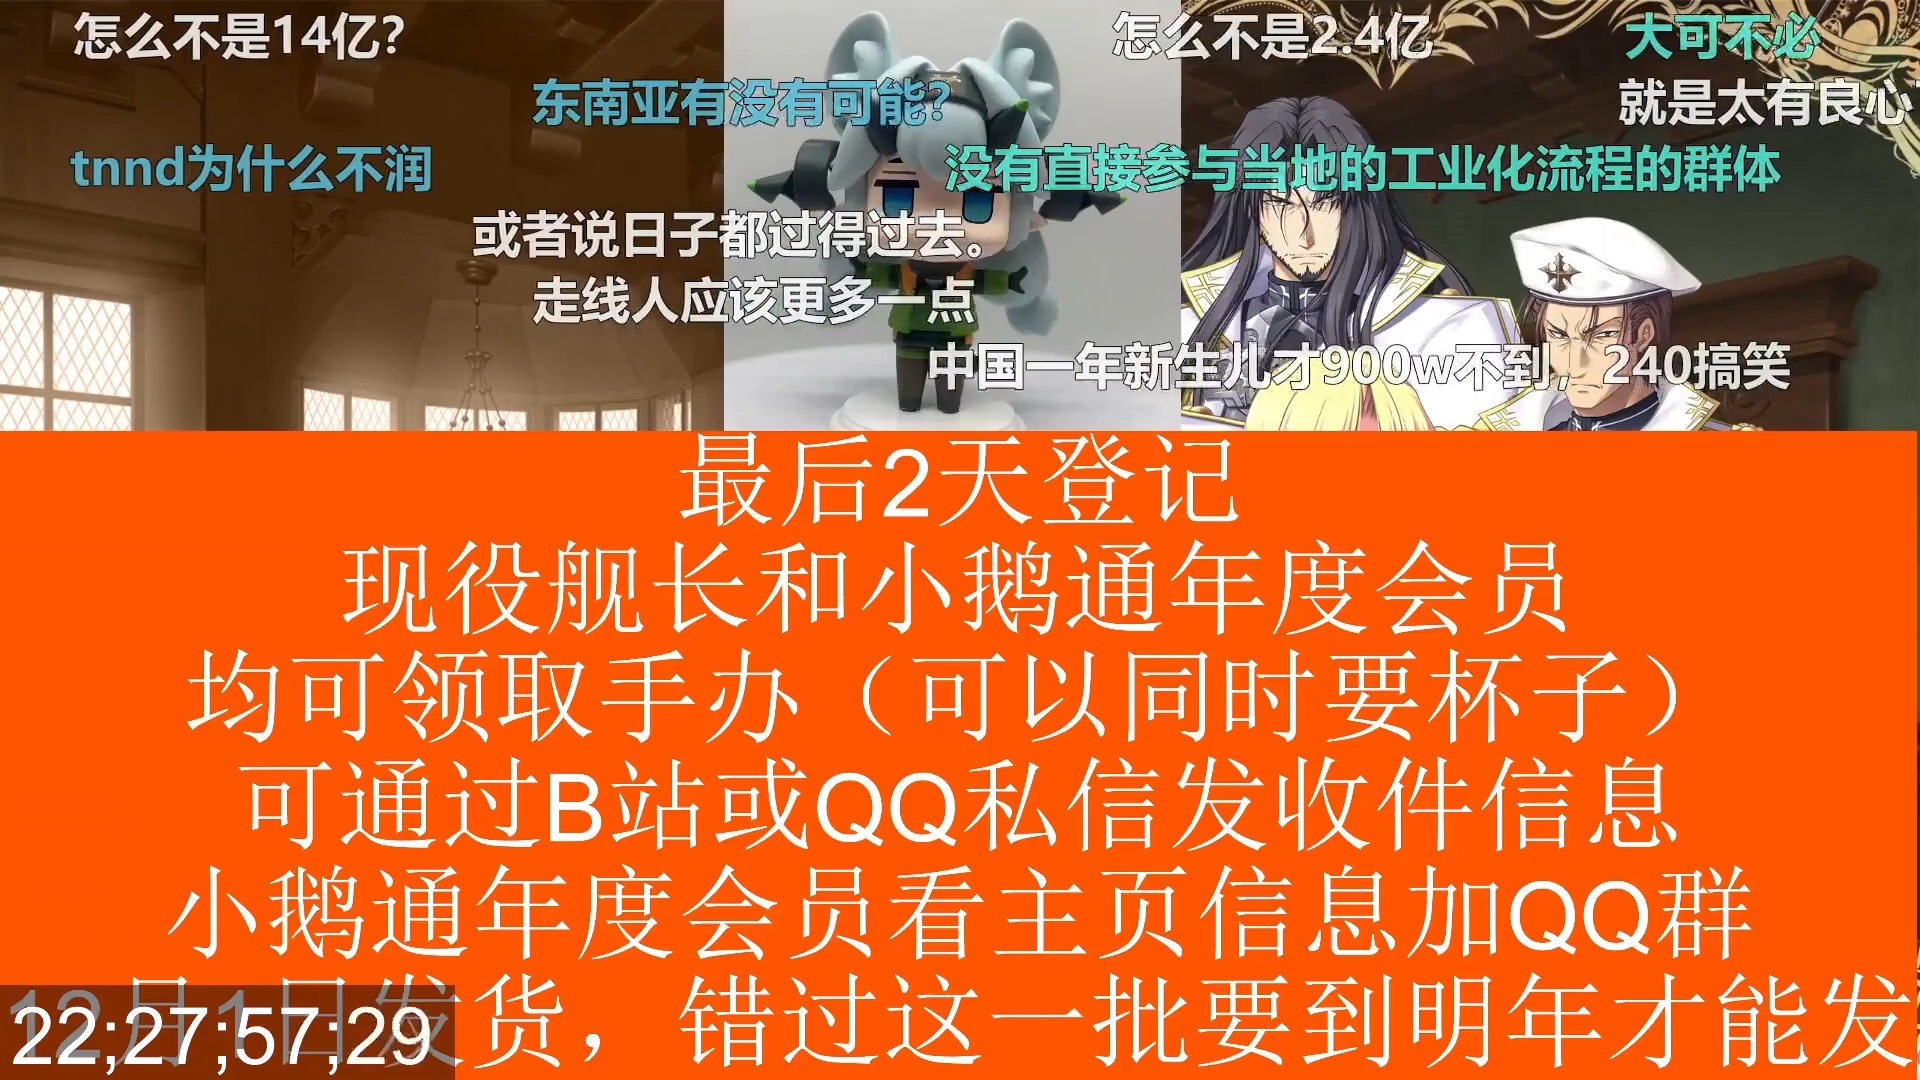 怎么不是14亿?
怎么不是2.4亿
大可不必
东南亚有没有可能?
就是太有良心
tnnd为什么不润
没有直接参与当地的工业化流程的群体
或者说日子都过得过去。
走线人应该更多一点
中国一年新生儿才900w不到，240搞笑
最后2天登记
现役舰长和小鹅通年度会员
均可领取手办（可以同时要杯子）
可通过B站或QQ私信发收件信息
小鹅通年度会员看主页信息加QQ群
12月1日发货，错过这一批要到明年才能发
22;27;57;29